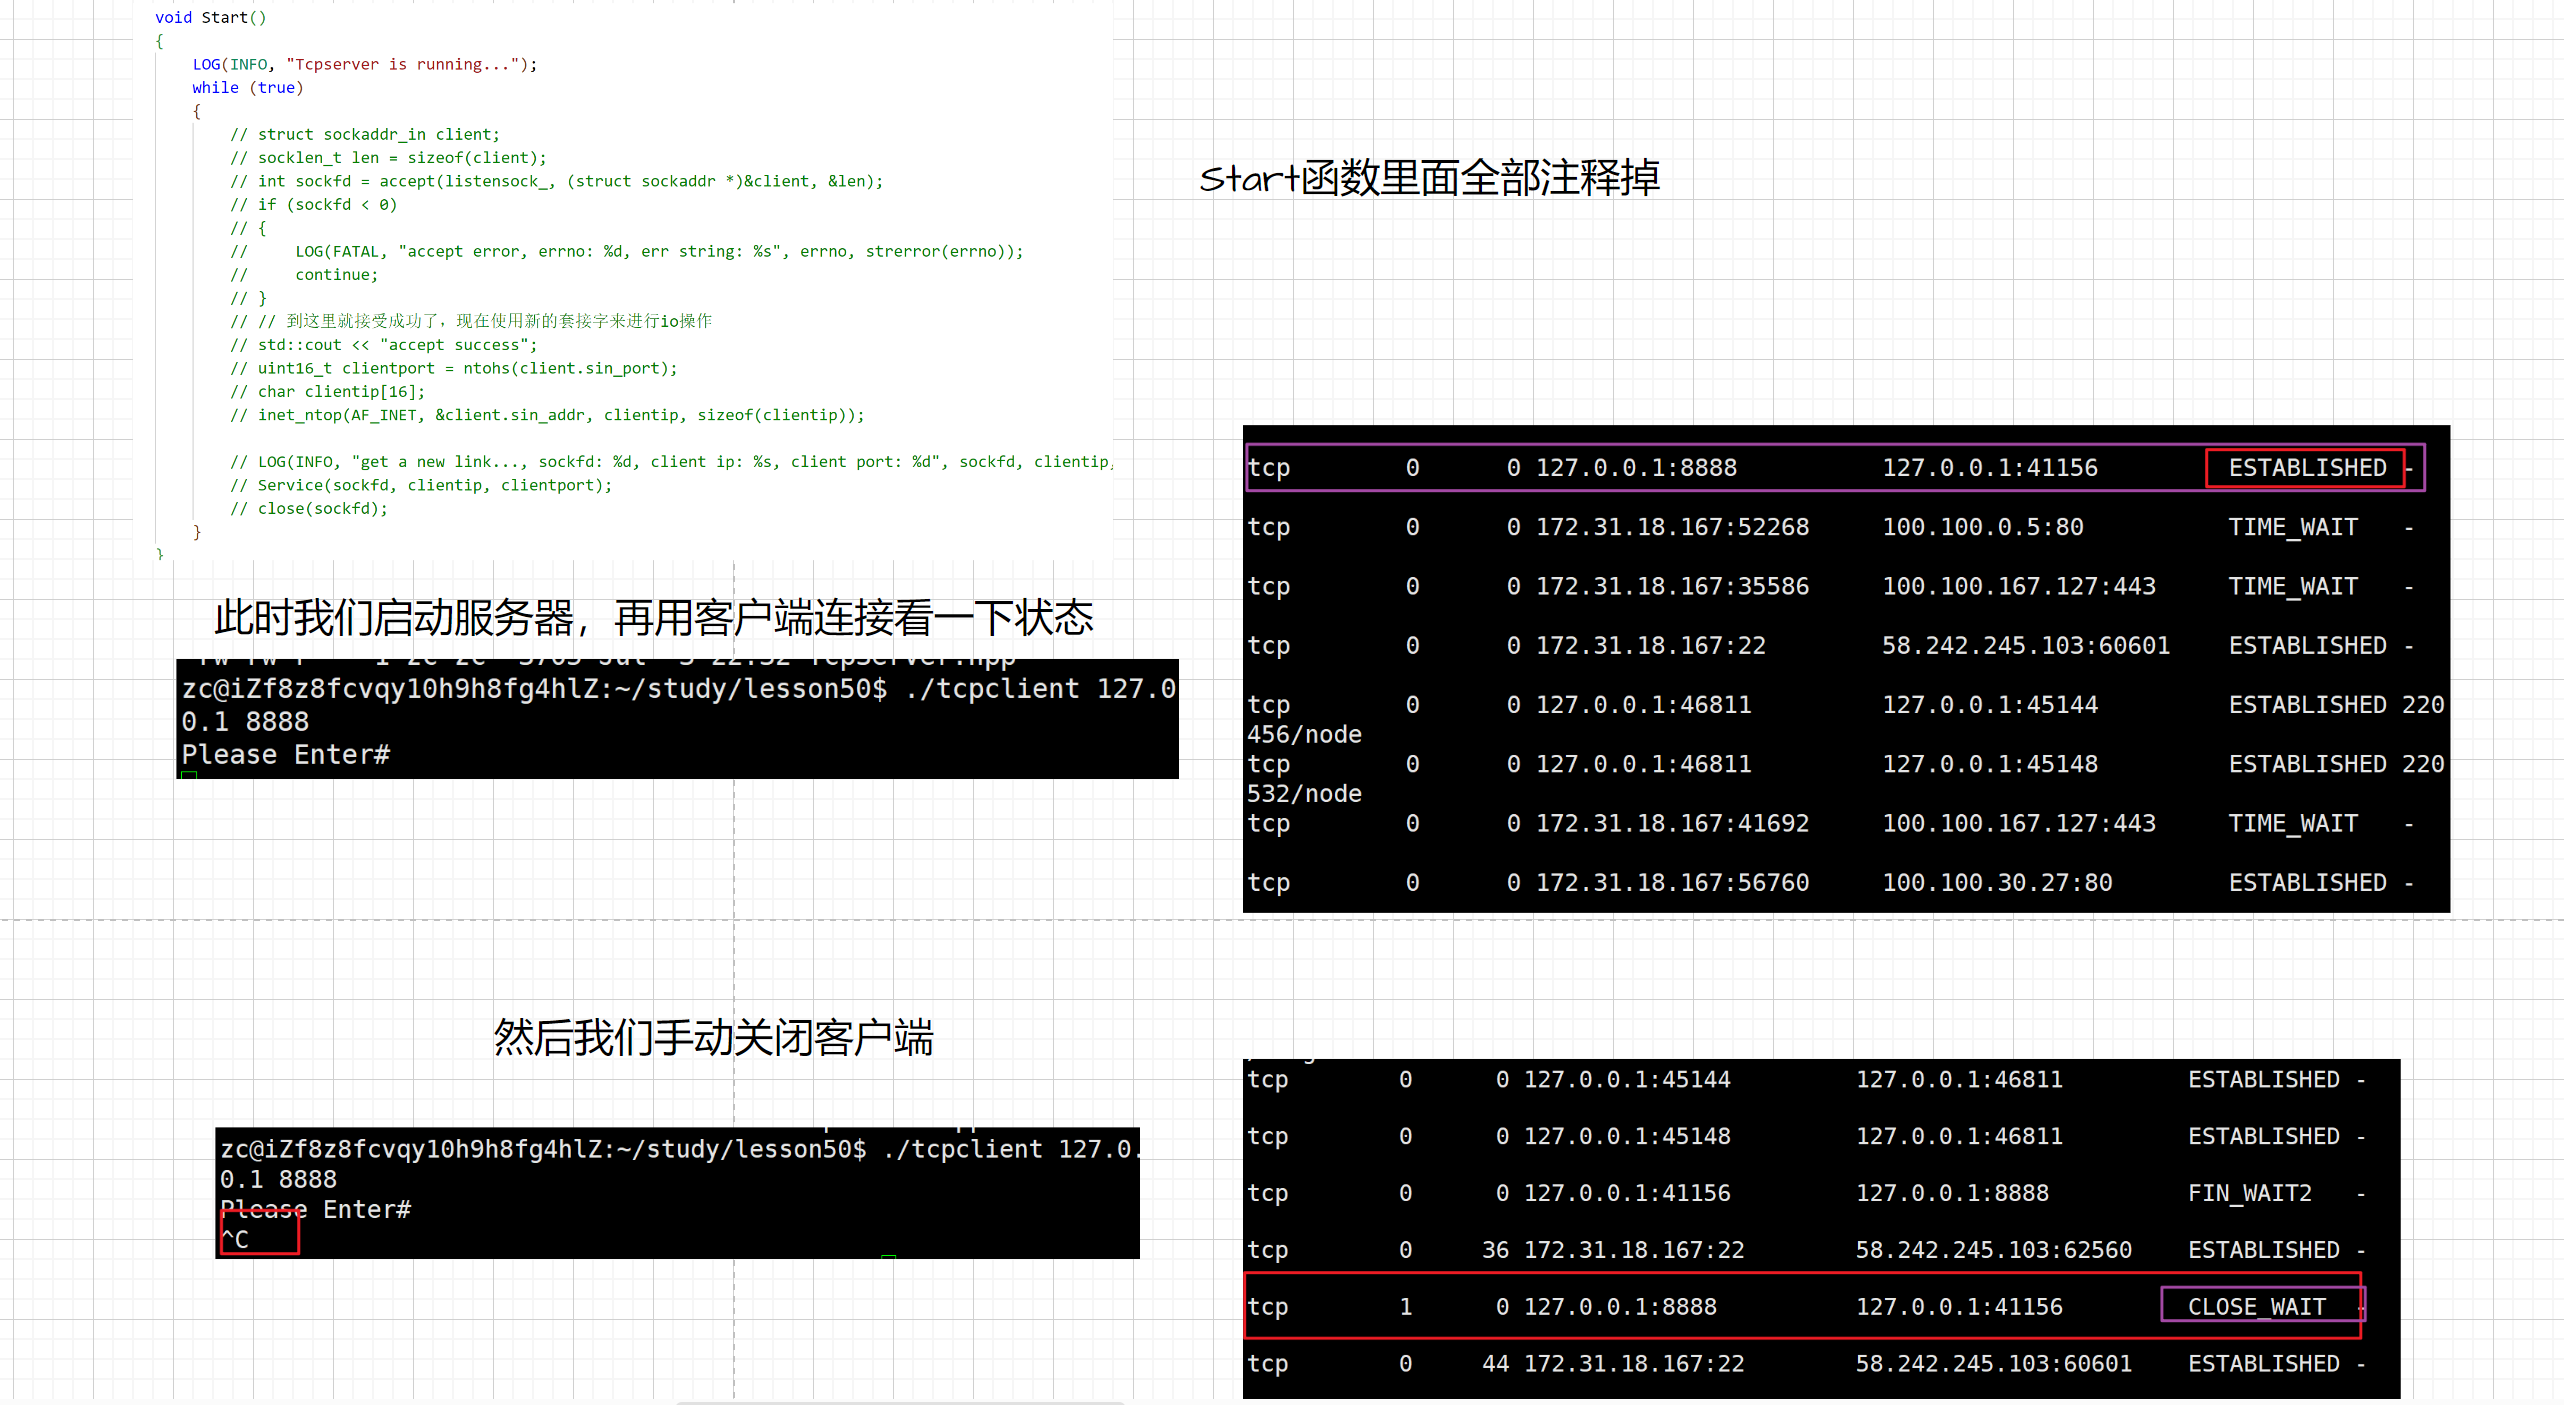 void Start()
{
LOG(INFO, "Tcpserver is running...");
while (true)
{
// struct sockaddr_in client;
// socklen_t len = sizeof(client);
// int sockfd = accept(listensock_, (struct sockaddr *)&client, &len);
// if (sockfd < 0)
// {
//     LOG(FATAL, "accept error, errno: %d, err string: %s", errno, strerror(errno));
//     continue;
// }
// // 到这里就接受成功了，现在使用新的套接字来进行io操作
// std::cout << "accept success";
// uint16_t clientport = ntohs(client.sin_port);
// char clientip[16];
// inet_ntop(AF_INET, &client.sin_addr, clientip, sizeof(clientip));
// LOG(INFO, "get a new link..., sockfd: %d, client ip: %s, client port: %d", sockfd, clientip,
// Service(sockfd, clientip, clientport);
// close(sockfd);
}
}
Start函数里面全部注释掉
此时我们启动服务器，再用客户端连接看一下状态
zc@iZf8z8fcvqy10h9h8fg4hlZ:~/study/lesson50$ ./tcpclient 127.0
0.1 8888
Please Enter#
tcp 0 0 127.0.0.1:8888 127.0.0.1:41156 ESTABLISHED -
tcp 0 0 172.31.18.167:52268 100.100.0.5:80 TIME_WAIT -
tcp 0 0 172.31.18.167:35586 100.100.167.127:443 TIME_WAIT -
tcp 0 0 172.31.18.167:22 58.242.245.103:60601 ESTABLISHED -
tcp 0 0 127.0.0.1:46811 127.0.0.1:45144 ESTABLISHED 220
456/node
tcp 0 0 127.0.0.1:46811 127.0.0.1:45148 ESTABLISHED 220
532/node
tcp 0 0 172.31.18.167:41692 100.100.167.127:443 TIME_WAIT -
tcp 0 0 172.31.18.167:56760 100.100.30.27:80 ESTABLISHED -
然后我们手动关闭客户端
zc@iZf8z8fcvqy10h9h8fg4hlZ:~/study/lesson50$ ./tcpclient 127.0.
0.1 8888
Please Enter#
^C
tcp 0 0 127.0.0.1:45144 127.0.0.1:46811 ESTABLISHED -
tcp 0 0 127.0.0.1:45148 127.0.0.1:46811 ESTABLISHED -
tcp 0 0 127.0.0.1:41156 127.0.0.1:8888 FIN_WAIT2 -
tcp 0 36 172.31.18.167:22 58.242.245.103:62560 ESTABLISHED -
tcp 1 0 127.0.0.1:8888 127.0.0.1:41156 CLOSE_WAIT -
tcp 0 44 172.31.18.167:22 58.242.245.103:60601 ESTABLISHED -